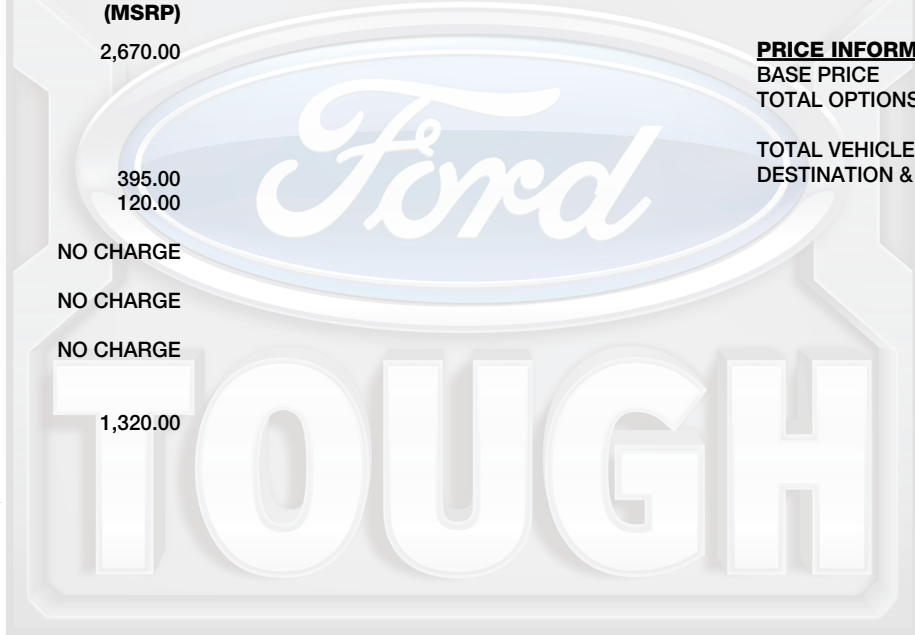 (MSRP)
2,670.00
395.00
120.00
NO CHARGE
NO CHARGE
NO CHARGE
1,320.00
PRICE INFORM
BASE PRICE
TOTAL OPTIONS
TOTAL VEHICLE
DESTINATION &
Ford
TOUGH